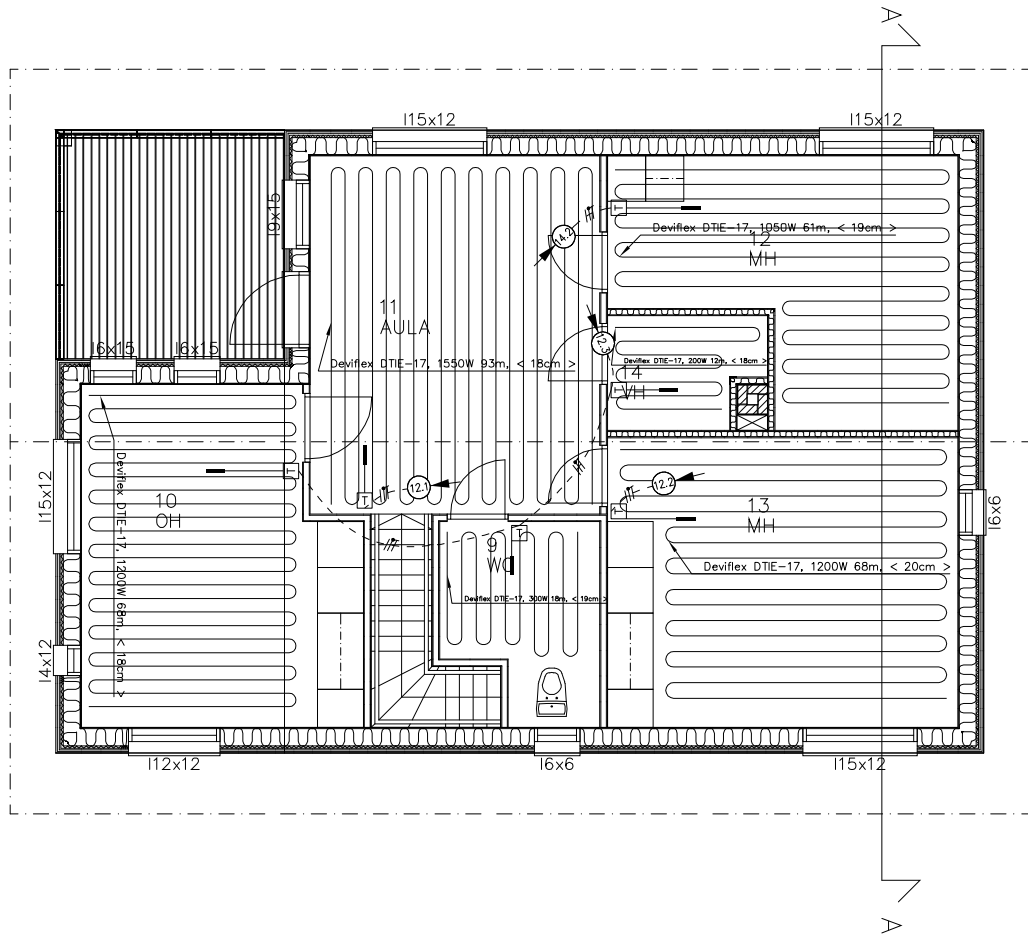 A
I15x12
I15x12
I9x15
14.2
T
Deviflex DTIE-17, 1050W 61m, < 19cm >
12
MH
11
AULA
12.3
I6x15
I6x15
Deviflex DTIE-17, 1550W 93m, < 18cm >
Deviflex DTIE-17, 200W 12m, < 18cm >
14
VH
T
Deviflex DTIE-17, 1200W 68m, < 18cm >
I15x12
T
12.1
T
12.2
10
OH
13
MH
T
I6x6
T
9
WC
Deviflex DTIE-17, 1200W 68m, < 20cm >
Deviflex DTIE-17, 300W 18m, < 19cm >
I4x12
I12x12
I6x6
I15x12
A